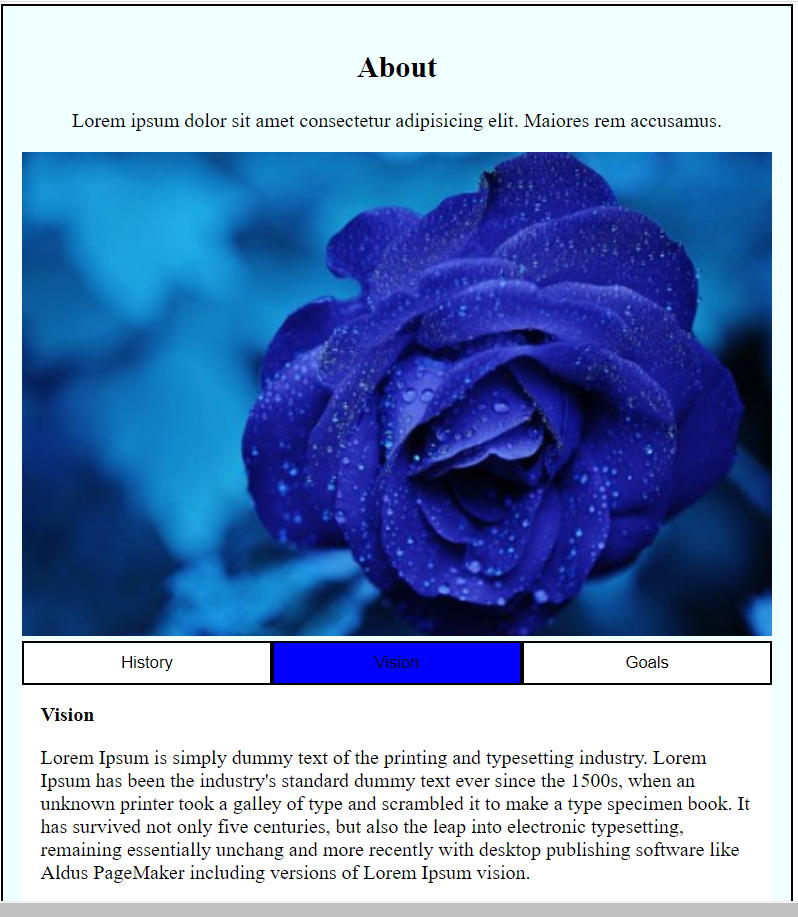 About
Lorem ipsum dolor sit amet consectetur adipisicing elit. Maiores rem accusamus.
History
Vision
Goals
Vision
Lorem Ipsum is simply dummy text of the printing and typesetting industry. Lorem
Ipsum has been the industry's standard dummy text ever since the 1500s, when an
unknown printer took a galley of type and scrambled it to make a type specimen book. It
has survived not only five centuries, but also the leap into electronic typesetting,
remaining essentially unchang and more recently with desktop publishing software like
Aldus PageMaker including versions of Lorem Ipsum vision.